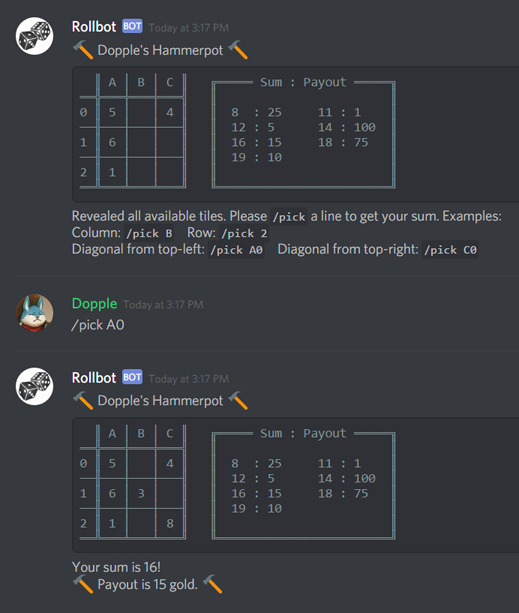 Rollbot BOT Today at 3:17 PM
🔨 Dopple's Hammerpot 🔨
A B C Sum : Payout
0 5 4 8 : 25 11 : 1
12 : 5 14 : 100
1 6 16 : 15 18 : 75
19 : 10
2 1
Revealed all available tiles. Please /pick a line to get your sum. Examples:
Column: /pick B Row: /pick 2
Diagonal from top-left: /pick A0 Diagonal from top-right: /pick C0
Dopple Today at 3:17 PM
/pick A0
Rollbot BOT Today at 3:17 PM
🔨 Dopple's Hammerpot 🔨
A B C Sum : Payout
0 5 4 8 : 25 11 : 1
12 : 5 14 : 100
1 6 3 16 : 15 18 : 75
19 : 10
2 1 8
Your sum is 16!
🔨 Payout is 15 gold. 🔨